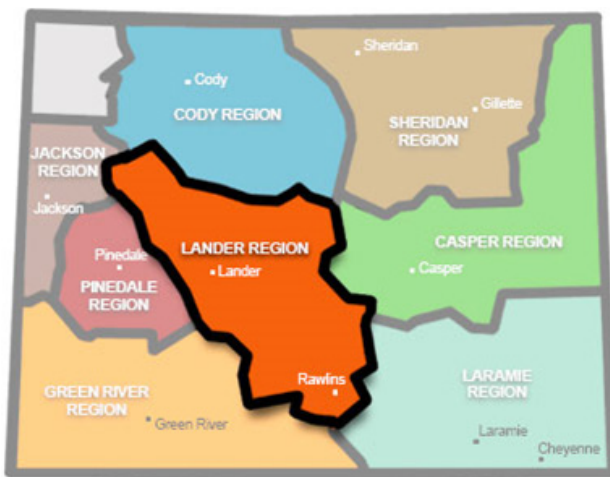 Sheridan
Cody
Gillette
CODY REGION
SHERIDAN
REGION
JACKSON
REGION
Jackson
LANDER REGION
CASPER REGION
Pinedale
Lander
Casper
PINEDALE
REGION
Rawlins
LARAMIE
REGION
GREEN RIVER
REGION
Green River
Laramie
Cheyenne